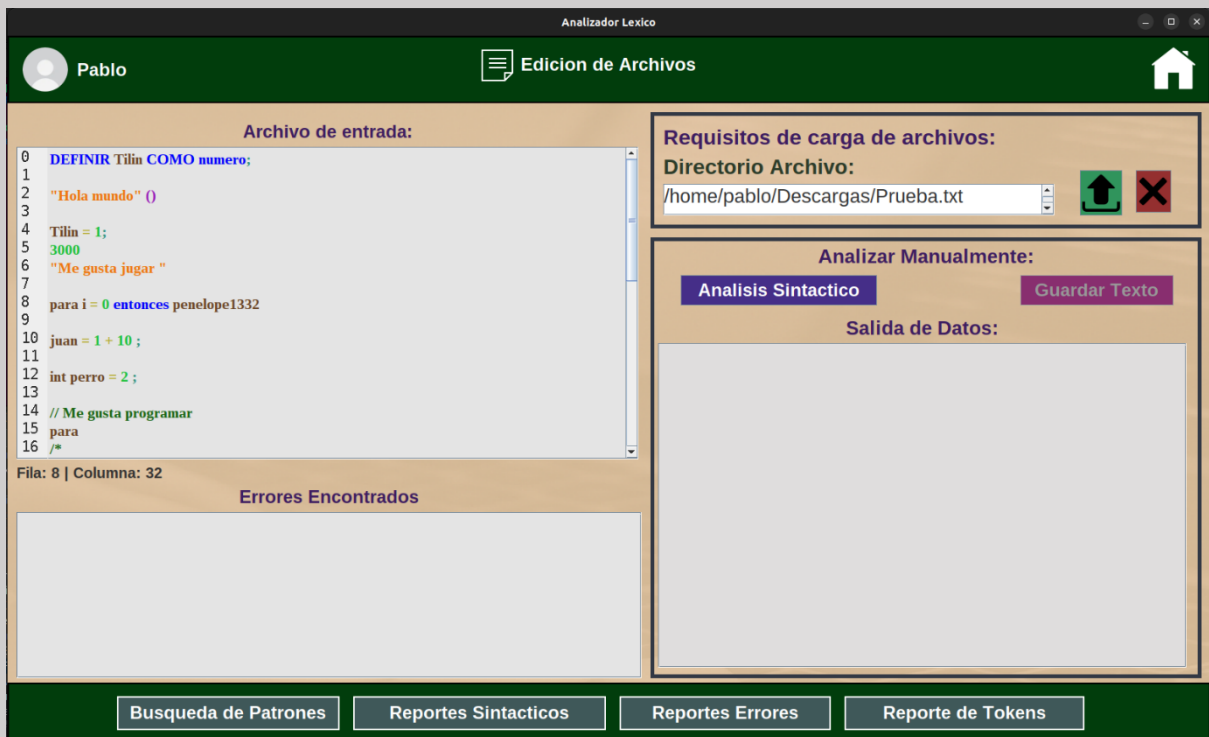 Analizador Lexico
Pablo
Edicion de Archivos
Archivo de entrada:
0 DEFINIR Tilin COMO numero;
1
2 "Hola mundo" ()
3
4 Tilin = 1;
5 3000
6 "Me gusta jugar "
7
8 para i = 0 entonces penelope1332
9
10 juan = 1 + 10 ;
11
12 int perro = 2 ;
13
14 // Me gusta programar
15 para
16 /*
Fila: 8 | Columna: 32
Errores Encontrados
Requisitos de carga de archivos:
Directorio Archivo:
/home/pablo/Descargas/Prueba.txt
Analizar Manualmente:
Analisis Sintactico
Guardar Texto
Salida de Datos:
Busqueda de Patrones
Reportes Sintacticos
Reportes Errores
Reporte de Tokens